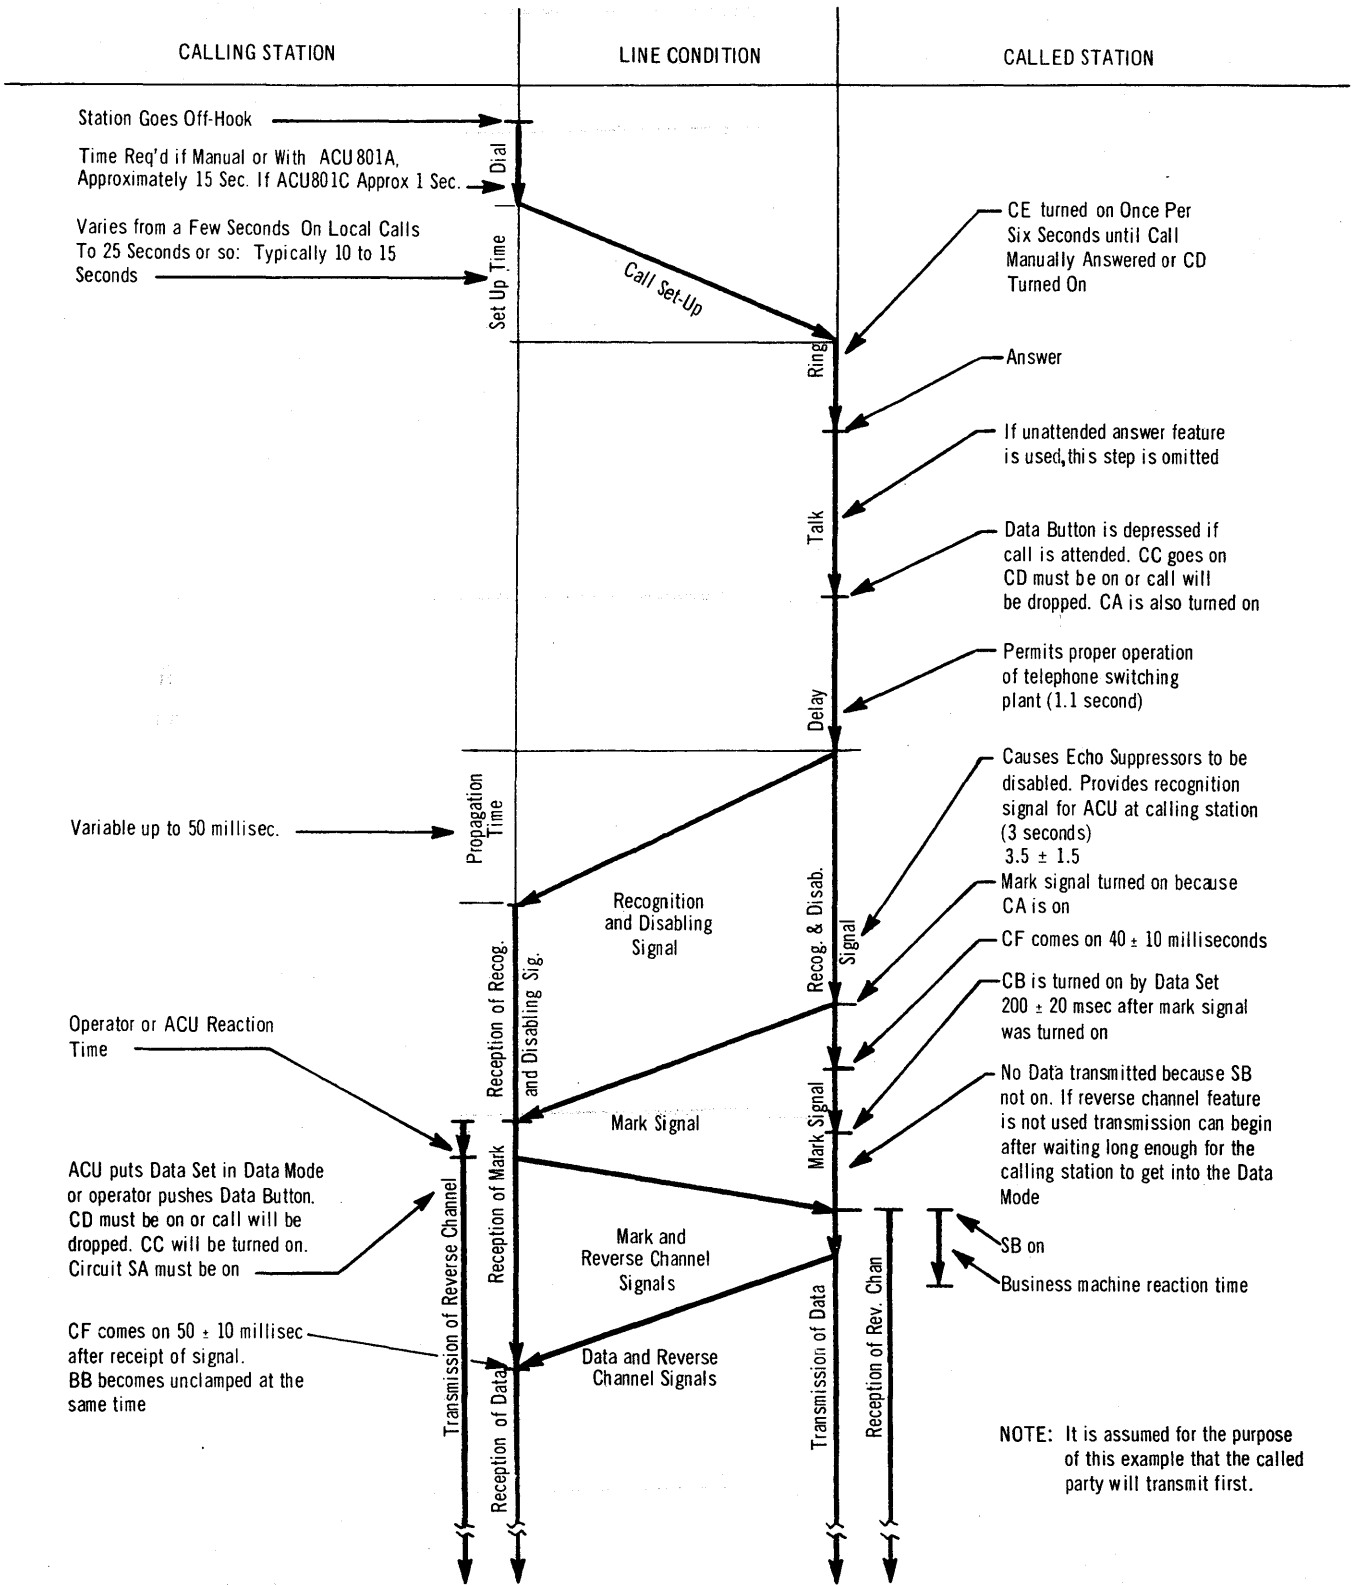 CALLING STATION
LINE CONDITION
CALLED STATION
Station Goes Off-Hook
Time Req'd if Manual or With ACU 801A,
Approximately 15 Sec. If ACU801C Approx 1 Sec.
Dial
Varies from a Few Seconds On Local Calls
To 25 Seconds or so: Typically 10 to 15
Seconds
Set Up Time
Call Set-Up
CE turned on Once Per
Six Seconds until Call
Manually Answered or CD
Turned On
Ring
Answer
If unattended answer feature
is used, this step is omitted
Talk
Data Button is depressed if
call is attended. CC goes on
CD must be on or call will
be dropped. CA is also turned on
Permits proper operation
of telephone switching
plant (1.1 second)
Delay
Causes Echo Suppressors to be
disabled. Provides recognition
signal for ACU at calling station
(3 seconds)
3.5 ± 1.5
Variable up to 50 millisec.
Propagation
Time
Recognition
and Disabling
Signal
Recog. & Disab.
Signal
Mark signal turned on because
CA is on
CF comes on 40 ± 10 milliseconds
CB is turned on by Data Set
200 ± 20 msec after mark signal
was turned on
Reception of Recog.
and Disabling Sig.
Operator or ACU Reaction
Time
Mark Signal
Mark Signal
No Data transmitted because SB
not on. If reverse channel feature
is not used transmission can begin
after waiting long enough for the
calling station to get into the Data
Mode
ACU puts Data Set in Data Mode
or operator pushes Data Button.
CD must be on or call will be
dropped. CC will be turned on.
Circuit SA must be on
Transmission of Reverse Channel
Reception of Mark
Mark and
Reverse Channel
Signals
SB on
Business machine reaction time
CF comes on 50 ± 10 millisec
after receipt of signal.
BB becomes unclamped at the
same time
Reception of Data
Data and Reverse
Channel Signals
Transmission of Data
Reception of Rev. Chan
NOTE: It is assumed for the purpose
of this example that the called
party will transmit first.